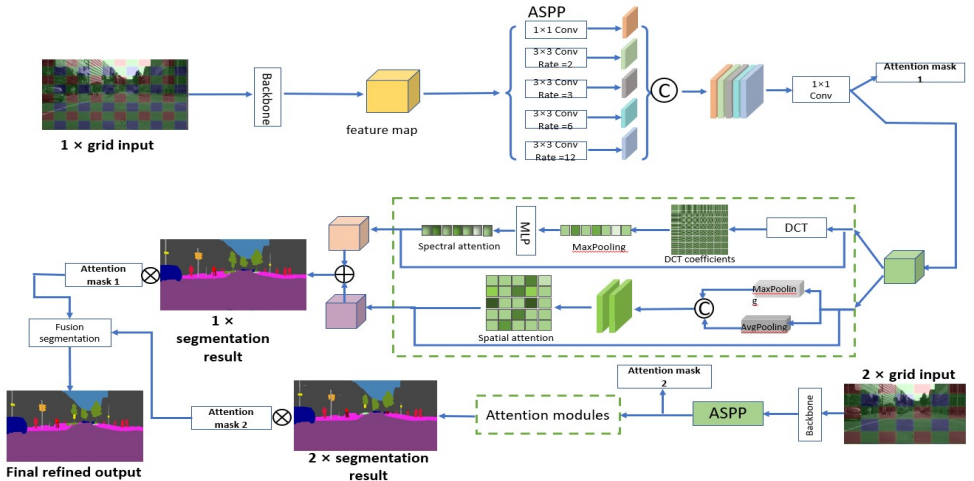 ASPP
1×1 Conv
3×3 Conv
Rate =2
3×3 Conv
Rate =3
3×3 Conv
Rate =6
3×3 Conv
Rate =12
Backbone
feature map
1 × grid input
C
1×1
Conv
Attention mask
1
Spectral attention
MLP
MaxPooling
DCT coefficients
DCT
Spatial attention
C
MaxPoolin
g
AvgPooling
Attention
mask 1
1 ×
segmentation
result
Fusion
segmentation
Final refined output
Attention
mask 2
2 × segmentation
result
Attention modules
Attention mask
2
ASPP
Backbone
2 × grid input